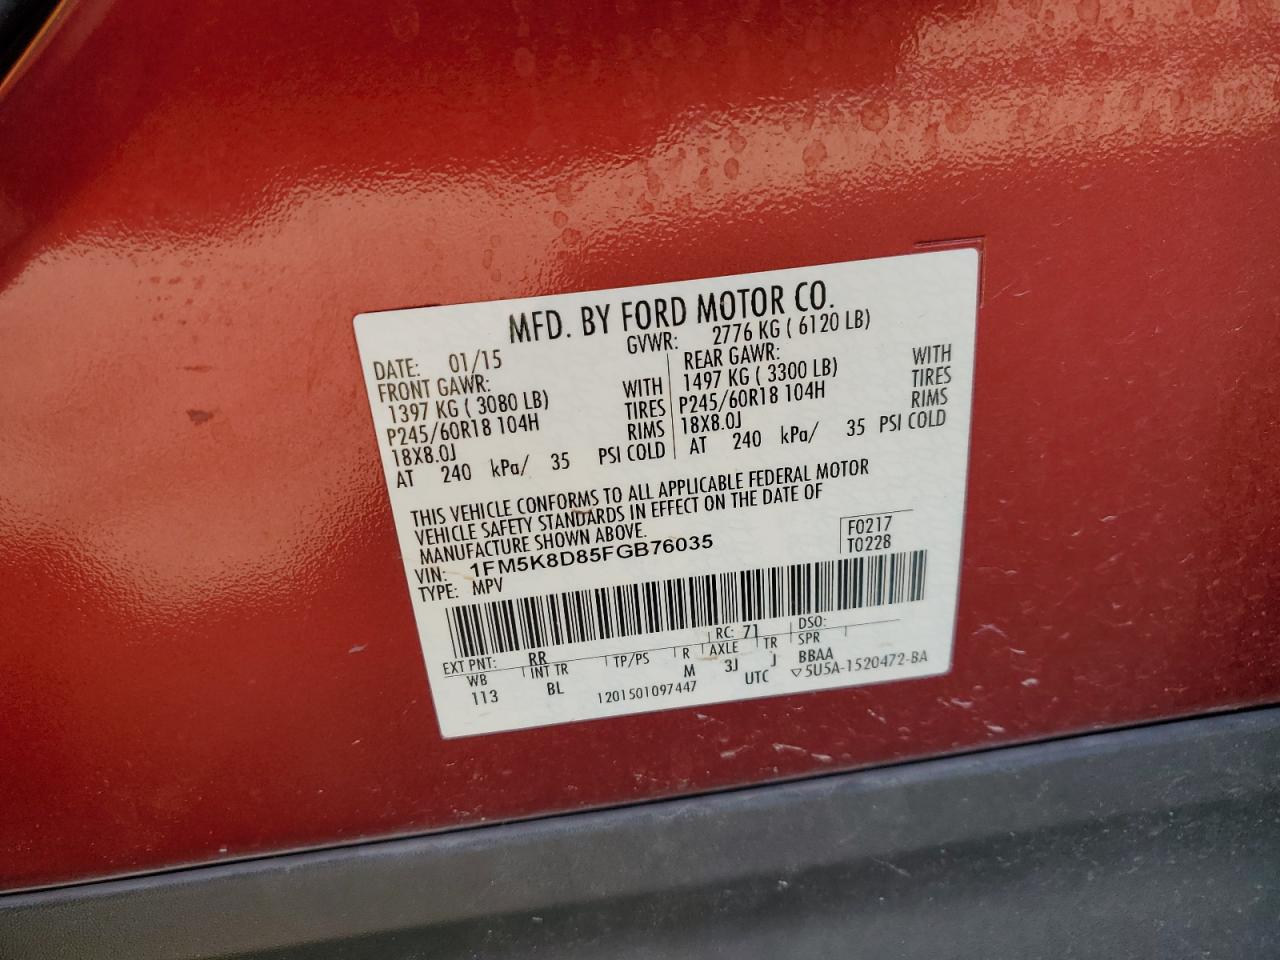 MFD. BY FORD MOTOR CO.
DATE: 01/15 GVWR: 2776 KG ( 6120 LB)
FRONT GAWR: REAR GAWR:
1397 KG ( 3080 LB) WITH 1497 KG ( 3300 LB) WITH
P245/60R18 104H TIRES P245/60R18 104H TIRES
18X8.0J RIMS 18X8.0J RIMS
AT 240 kPa/ 35 PSI COLD AT 240 kPa/ 35 PSI COLD
THIS VEHICLE CONFORMS TO ALL APPLICABLE FEDERAL MOTOR
VEHICLE SAFETY STANDARDS IN EFFECT ON THE DATE OF
MANUFACTURE SHOWN ABOVE.
VIN: 1FM5K8D85FGB76035 F0217
TYPE: MPV T0228
EXT PNT: RR RC: 71 DSO:
WB INT TR TP/PS R AXLE TR SPR
113 BL M 3J J BBAA
1201501097447 UTC ▽5U5A-1520472-BA